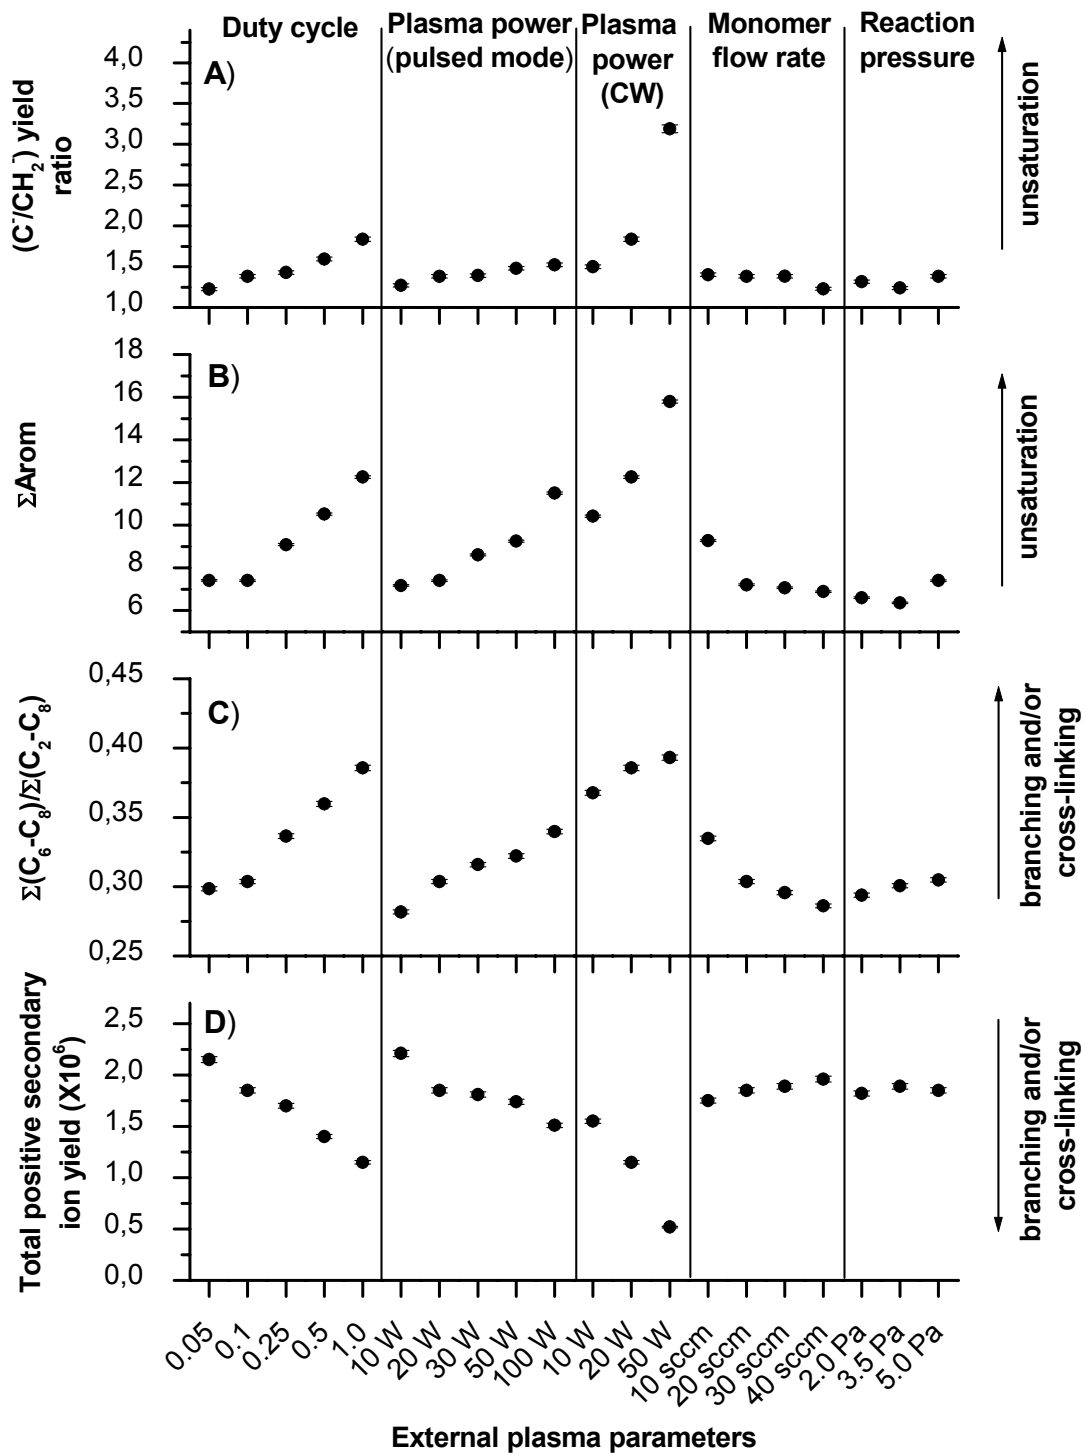 Duty cycle
Plasma power
(pulsed mode)
Plasma
power
(CW)
Monomer
flow rate
Reaction
pressure
A)
(C⁻/CH₂⁻) yield
ratio
4,0
3,5
3,0
2,5
2,0
1,5
1,0
unsaturation
B)
ΣArom
18
16
14
12
10
8
6
unsaturation
C)
Σ(C₆-C₈)/Σ(C₂-C₈)
0,45
0,40
0,35
0,30
0,25
branching and/or
cross-linking
D)
Total positive secondary
ion yield (X10⁶)
2,5
2,0
1,5
1,0
0,5
0,0
branching and/or
cross-linking
0.05
0.1
0.25
0.5
1.0
10 W
20 W
30 W
50 W
100 W
10 W
20 W
50 W
10 sccm
20 sccm
30 sccm
40 sccm
2.0 Pa
3.5 Pa
5.0 Pa
External plasma parameters